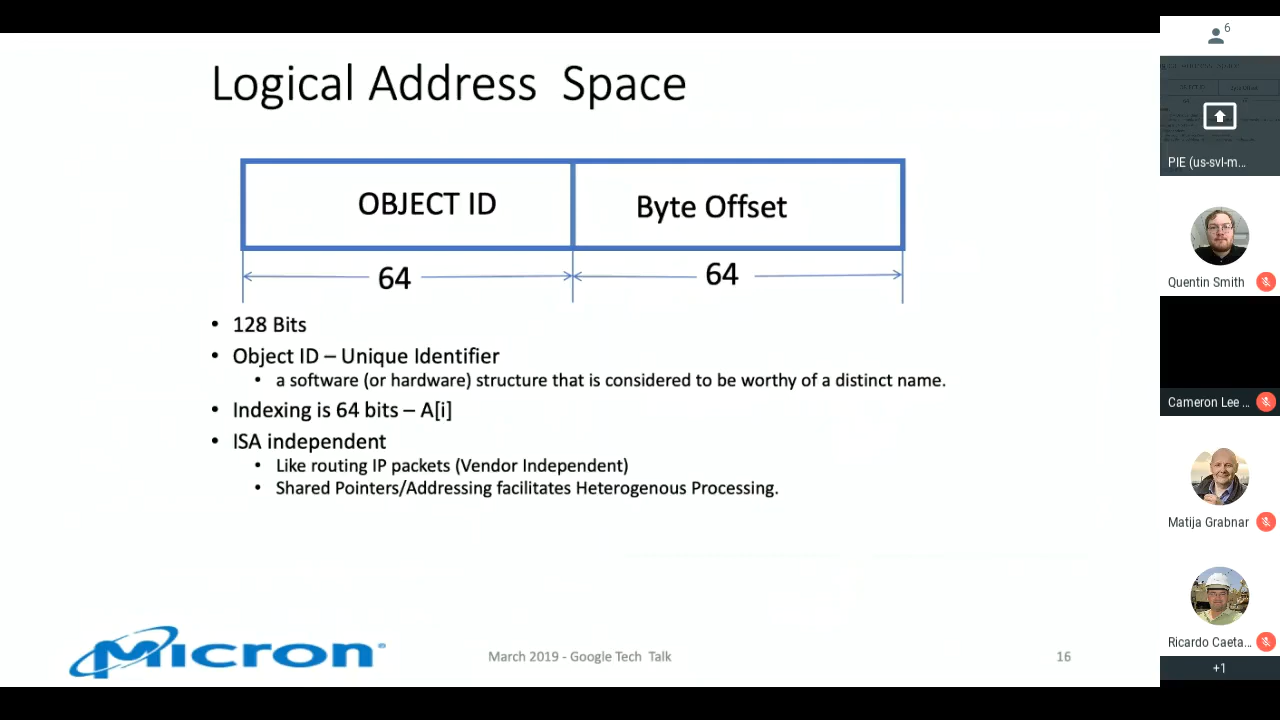 Logical Address Space
OBJECT ID
Byte Offset
64
64
• 128 Bits
• Object ID – Unique Identifier
• a software (or hardware) structure that is considered to be worthy of a distinct name.
• Indexing is 64 bits – A[i]
• ISA independent
• Like routing IP packets (Vendor Independent)
• Shared Pointers/Addressing facilitates Heterogenous Processing.
Micron®
March 2019 - Google Tech Talk
16
6
PIE (us-svl-m...
Quentin Smith
Cameron Lee ...
Matija Grabnar
Ricardo Caeta...
+1